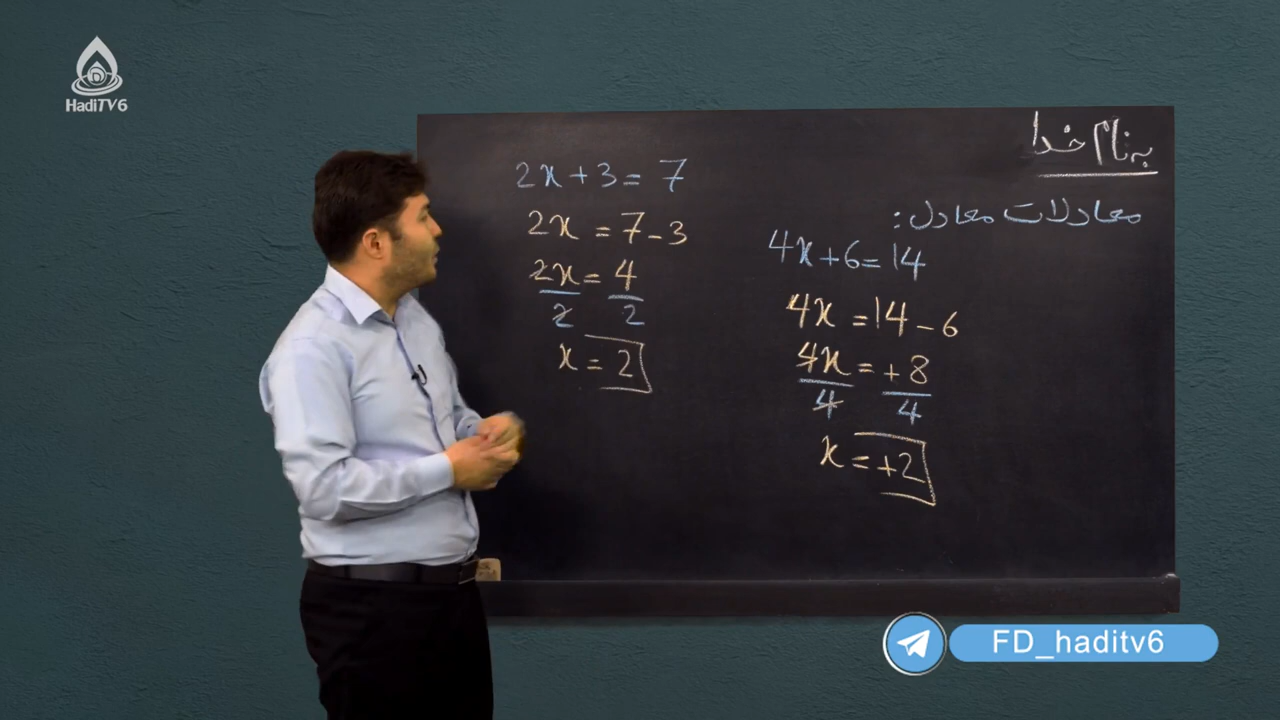 HadiTV6
به نام خدا
معادلات معادل:
4x+6=14
4x=14-6
4x=+8
4 4
x=+2
2x+3=7
2x=7-3
2x=4
2 2
x=2
FD_haditv6